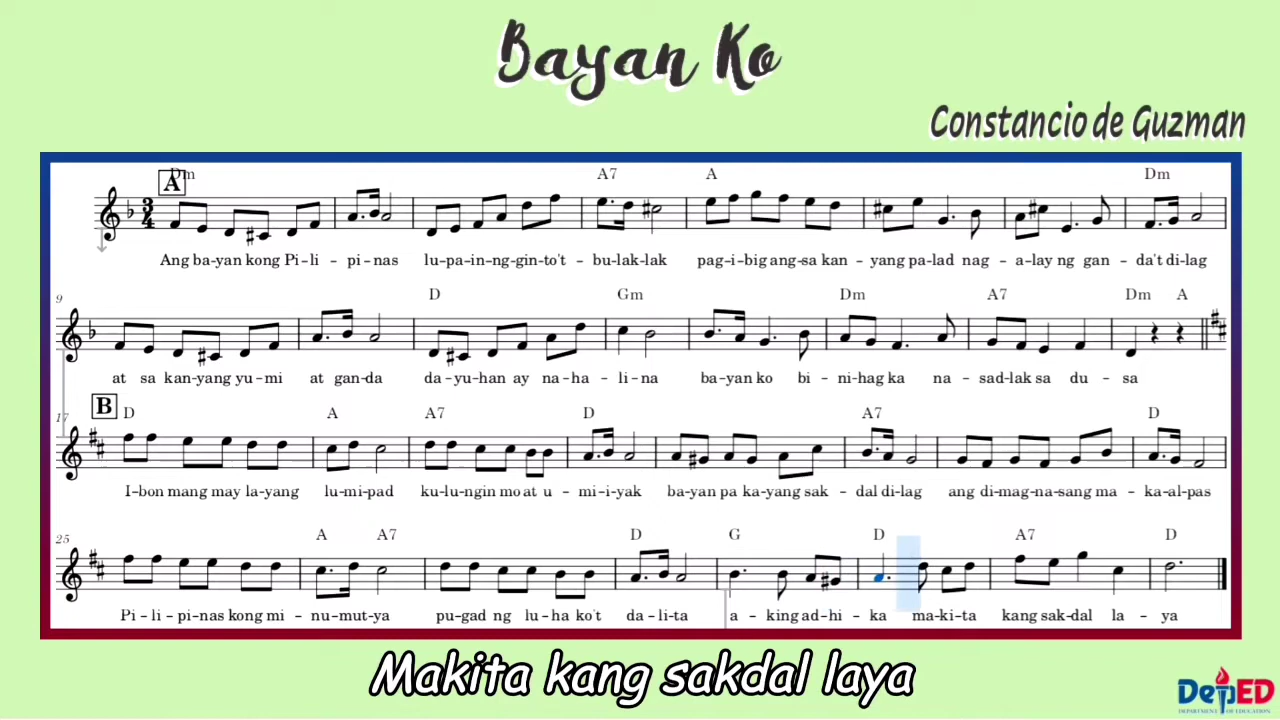 Bayan Ko
Constancio de Guzman
A Dm A7 A Dm
3
4
Ang ba-yan kong Pi-li - pi-nas lu-pa-in-ng-gin-to't - bu-lak-lak pag-i-big ang-sa kan - yang pa-lad nag - a-lay ng gan - da't di-lag
9 D Gm Dm A7 Dm A
at sa kan-yang yu-mi at gan-da da-yu-han ay na-ha-li-na ba-yan ko bi - ni-hag ka na-sad-lak sa du - sa
B
17 D A A7 D A7 D
I-bon mang may la-yang lu-mi-pad ku-lu-ngin mo at u - mi-i-yak ba-yan pa ka-yang sak - dal di-lag ang di-mag-na-sang ma - ka-al-pas
25 A A7 D G D A7 D
Pi-li-pi-nas kong mi - nu-mut-ya pu-gad ng lu-ha ko't da-li-ta a - king ad-hi - ka ma-ki-ta kang sak-dal la - ya
Makita kang sakdal laya
DepED
DEPARTMENT OF EDUCATION